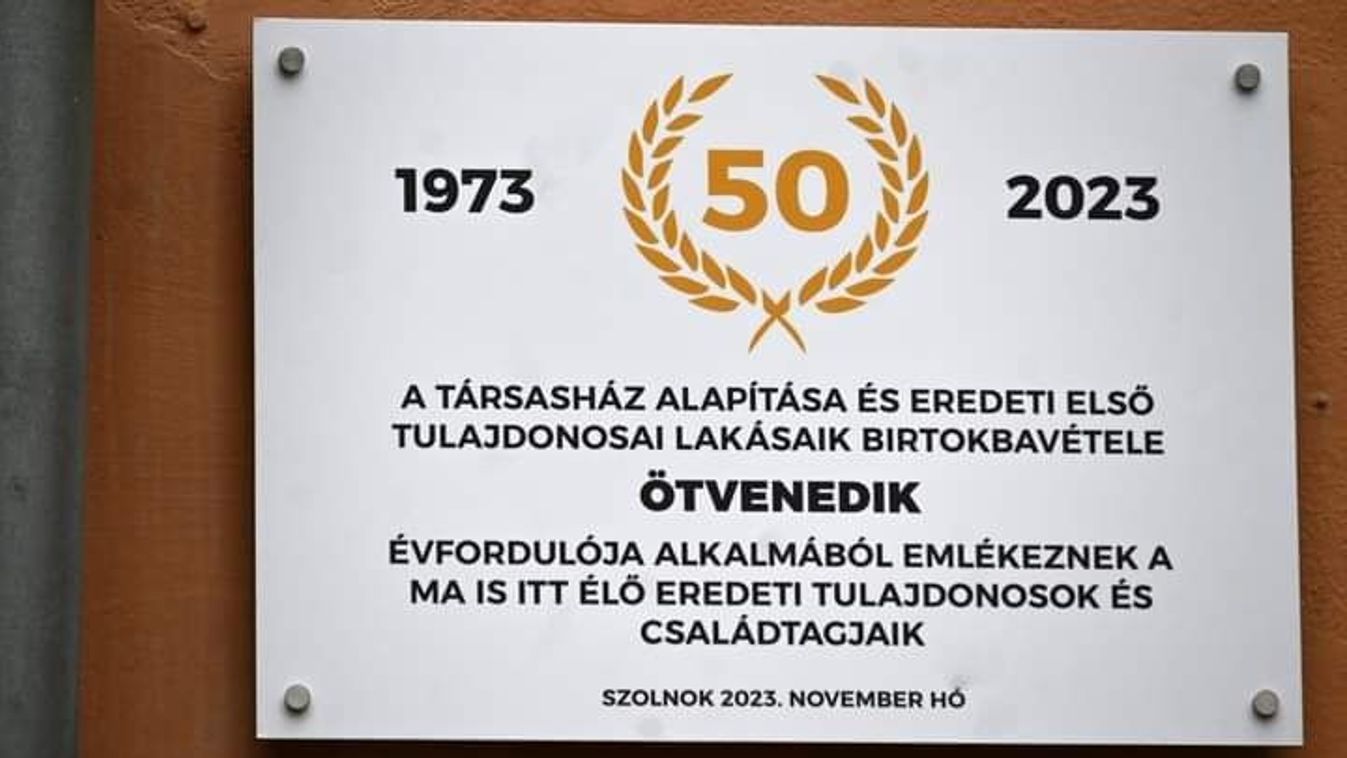 1973 50 2023
A TÁRSASHÁZ ALAPÍTÁSA ÉS EREDETI ELSŐ
TULAJDONOSAI LAKÁSAIK BIRTOKBAVÉTELE
ÖTVENEDIK
ÉVFORDULÓJA ALKALMÁBÓL EMLÉKEZNEK A
MA IS ITT ÉLŐ EREDETI TULAJDONOSOK ÉS
CSALÁDTAGJAIK
SZOLNOK 2023. NOVEMBER HÓ